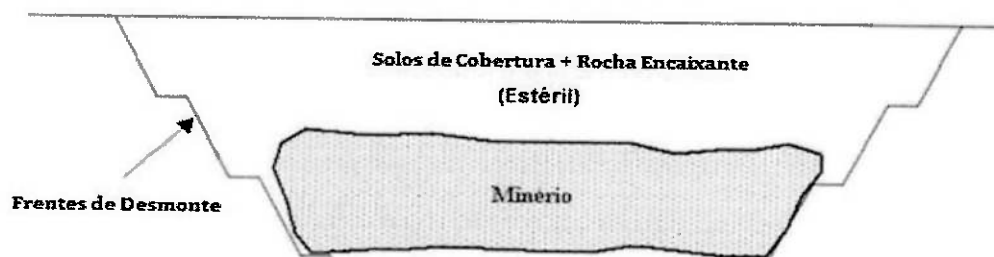 Solos de Cobertura + Rocha Encaixante
(Estéril)
Minério
Frentes de Desmonte